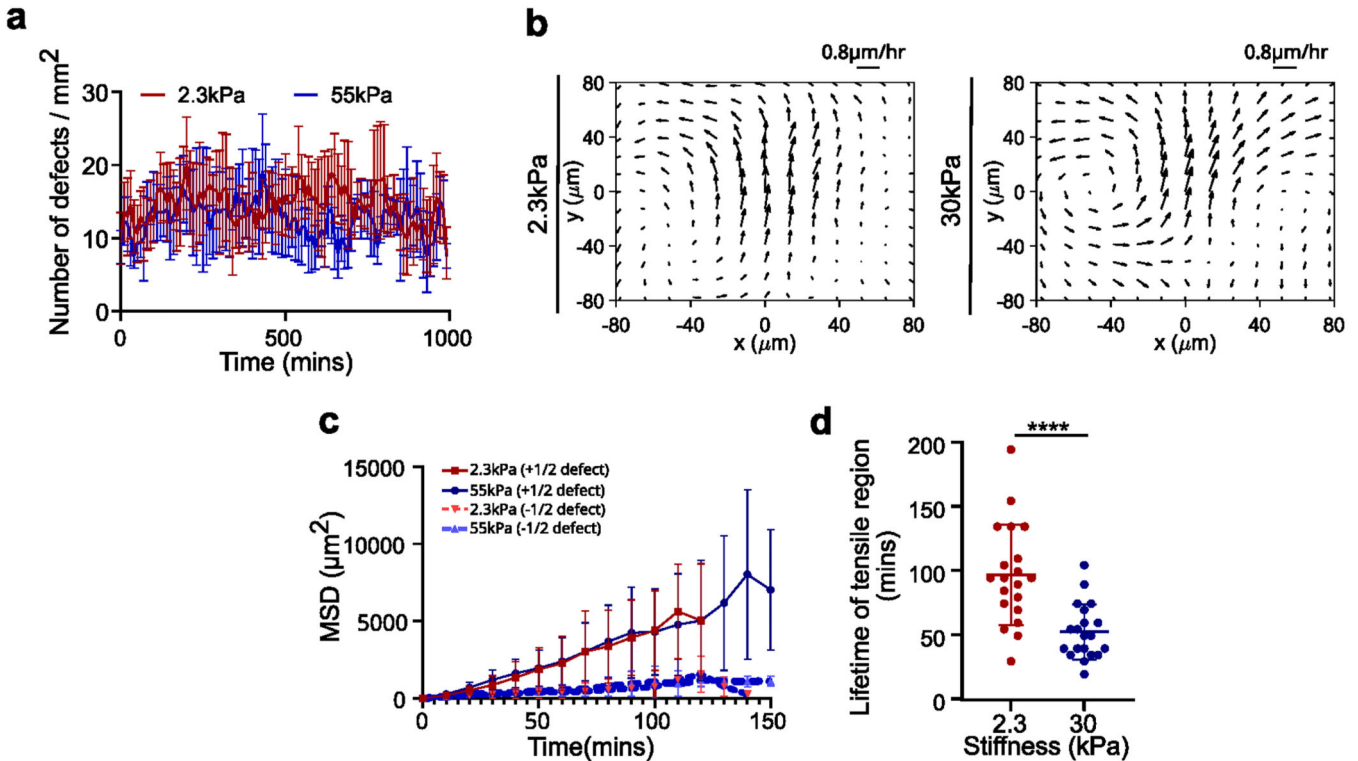 a
Number of defects / mm2
30
20
10
0
2.3kPa
55kPa
0
500
1000
Time (mins)
b
0.8μm/hr
2.3kPa
y (μm)
80
40
0
-40
-80
-80
-40
0
40
80
x (μm)
0.8μm/hr
30kPa
y (μm)
80
40
0
-40
-80
-80
-40
0
40
80
x (μm)
c
MSD (μm2)
15000
10000
5000
0
2.3kPa (+1/2 defect)
55kPa (+1/2 defect)
2.3kPa (-1/2 defect)
55kPa (-1/2 defect)
0
50
100
150
Time(mins)
d
Lifetime of tensile region
(mins)
200
150
100
50
0
****
2.3
30
Stiffness (kPa)